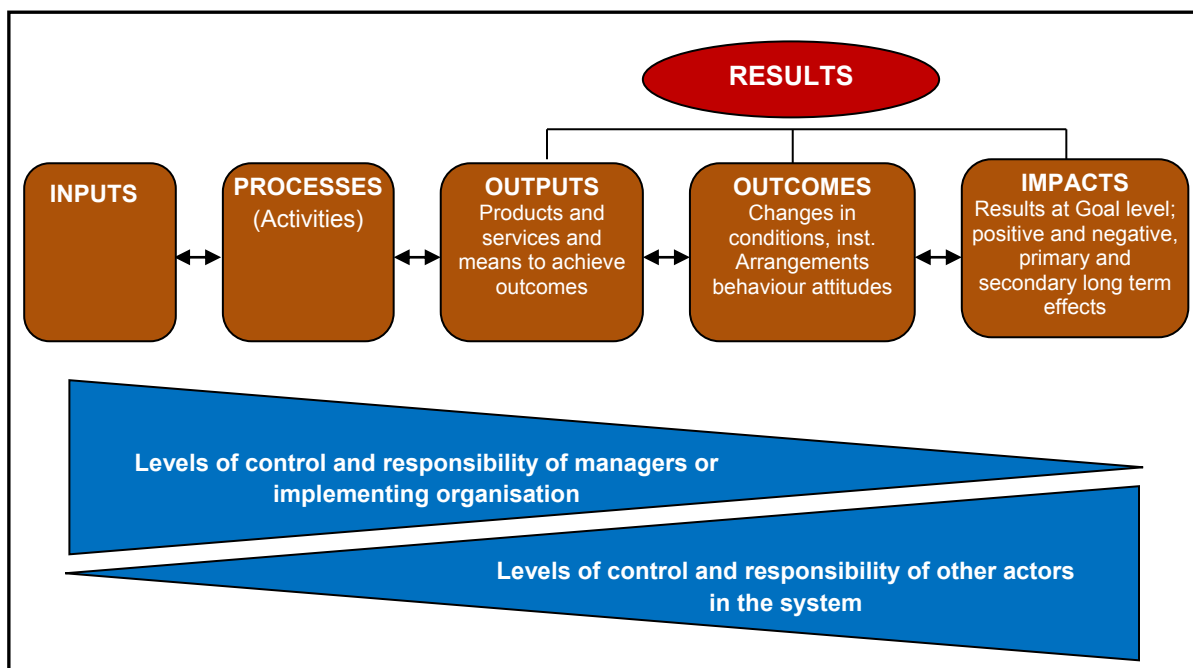 RESULTS
INPUTS
PROCESSES
(Activities)
OUTPUTS
Products and
services and
means to achieve
outcomes
OUTCOMES
Changes in
conditions, inst.
Arrangements
behaviour attitudes
IMPACTS
Results at Goal level;
positive and negative,
primary and
secondary long term
effects
Levels of control and responsibility of managers or
implementing organisation
Levels of control and responsibility of other actors
in the system